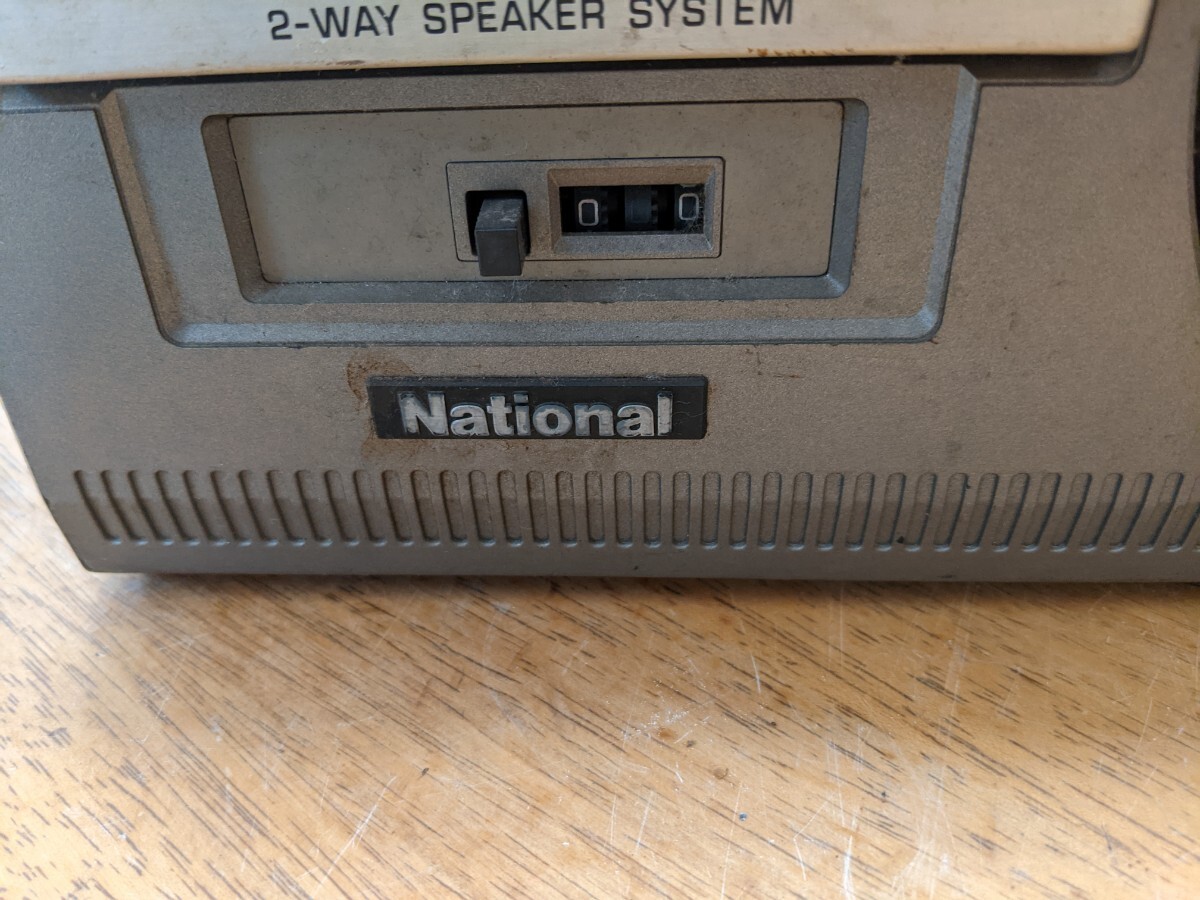 2-WAY SPEAKER SYSTEM
0 0
National